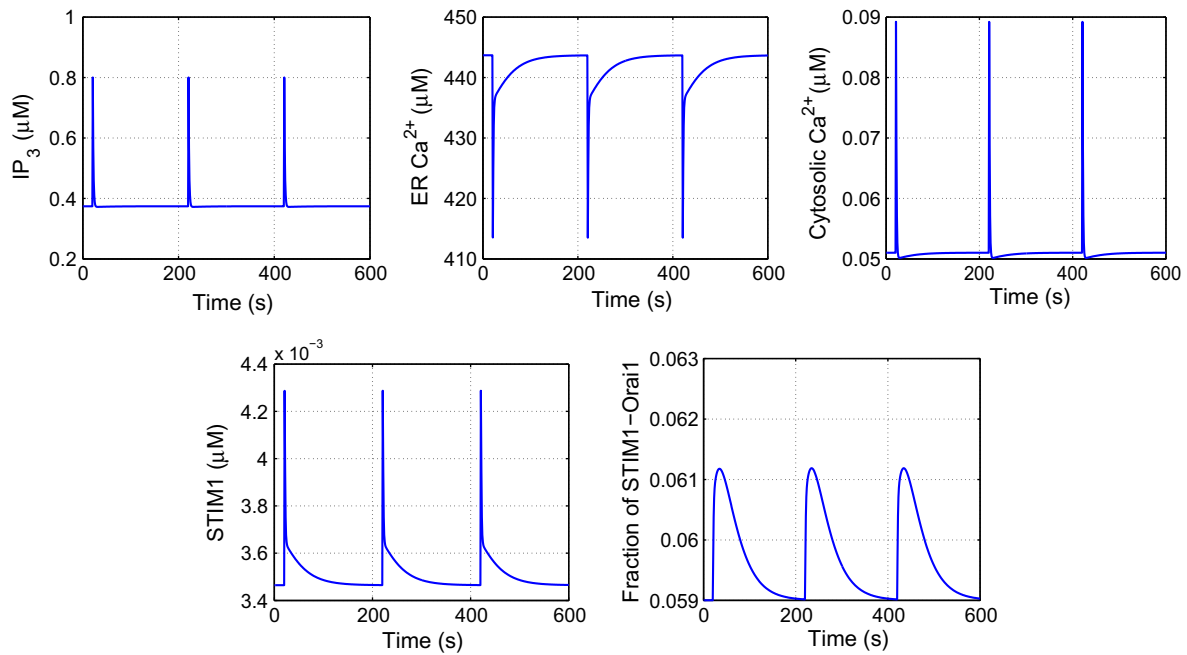 1
0.8
0.6
0.4
0.2
0 200 400 600
IP3 (μM)
Time (s)
450
440
430
420
410
0 200 400 600
ER Ca2+ (μM)
Time (s)
0.09
0.08
0.07
0.06
0.05
0 200 400 600
Cytosolic Ca2+ (μM)
Time (s)
x 10−3
4.4
4.2
4
3.8
3.6
3.4
0 200 400 600
STIM1 (μM)
Time (s)
0.063
0.062
0.061
0.06
0.059
0 200 400 600
Fraction of STIM1−Orai1
Time (s)